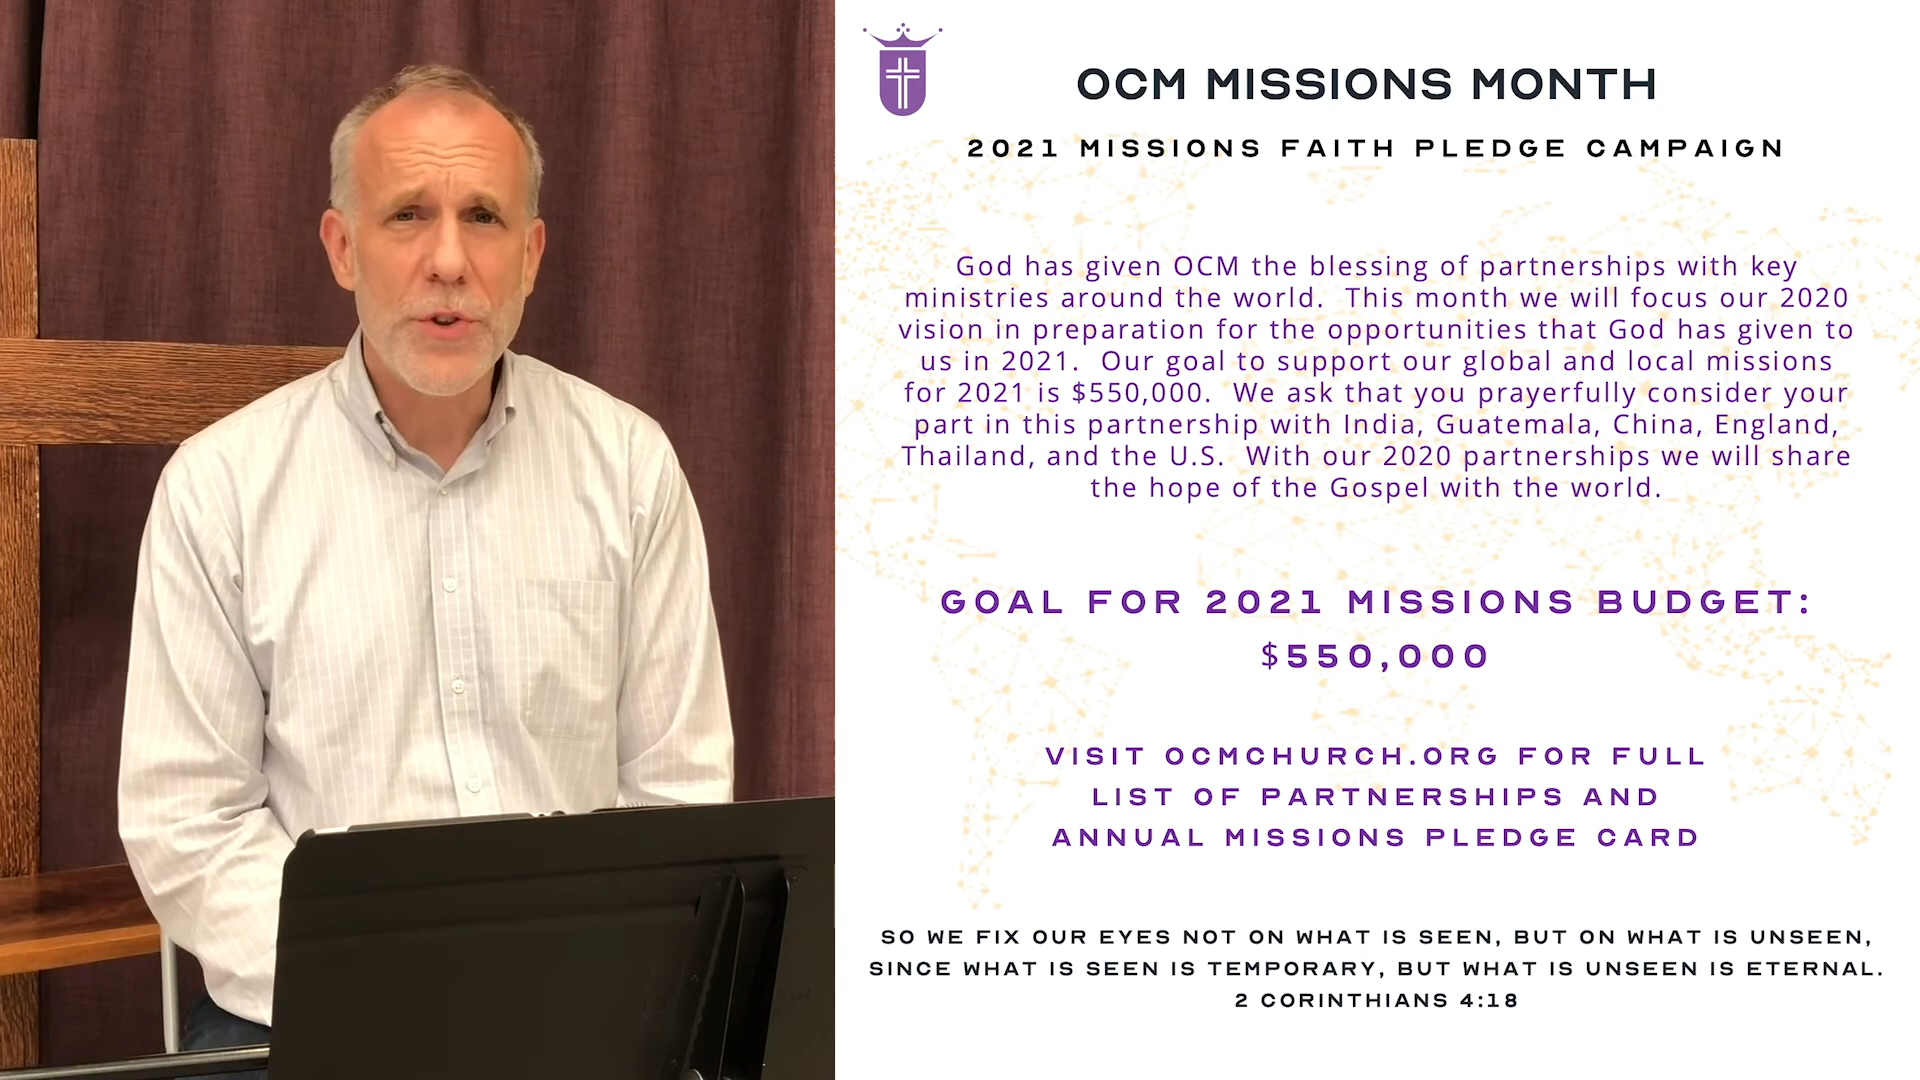 OCM MISSIONS MONTH
2021 MISSIONS FAITH PLEDGE CAMPAIGN
God has given OCM the blessing of partnerships with key
ministries around the world.  This month we will focus our 2020
vision in preparation for the opportunities that God has given to
us in 2021.  Our goal to support our global and local missions
for 2021 is $550,000.  We ask that you prayerfully consider your
part in this partnership with India, Guatemala, China, England,
Thailand, and the U.S.  With our 2020 partnerships we will share
the hope of the Gospel with the world.
GOAL FOR 2021 MISSIONS BUDGET:
$550,000
VISIT OCMCHURCH.ORG FOR FULL
LIST OF PARTNERSHIPS AND
ANNUAL MISSIONS PLEDGE CARD
SO WE FIX OUR EYES NOT ON WHAT IS SEEN, BUT ON WHAT IS UNSEEN,
SINCE WHAT IS SEEN IS TEMPORARY, BUT WHAT IS UNSEEN IS ETERNAL.
2 CORINTHIANS 4:18